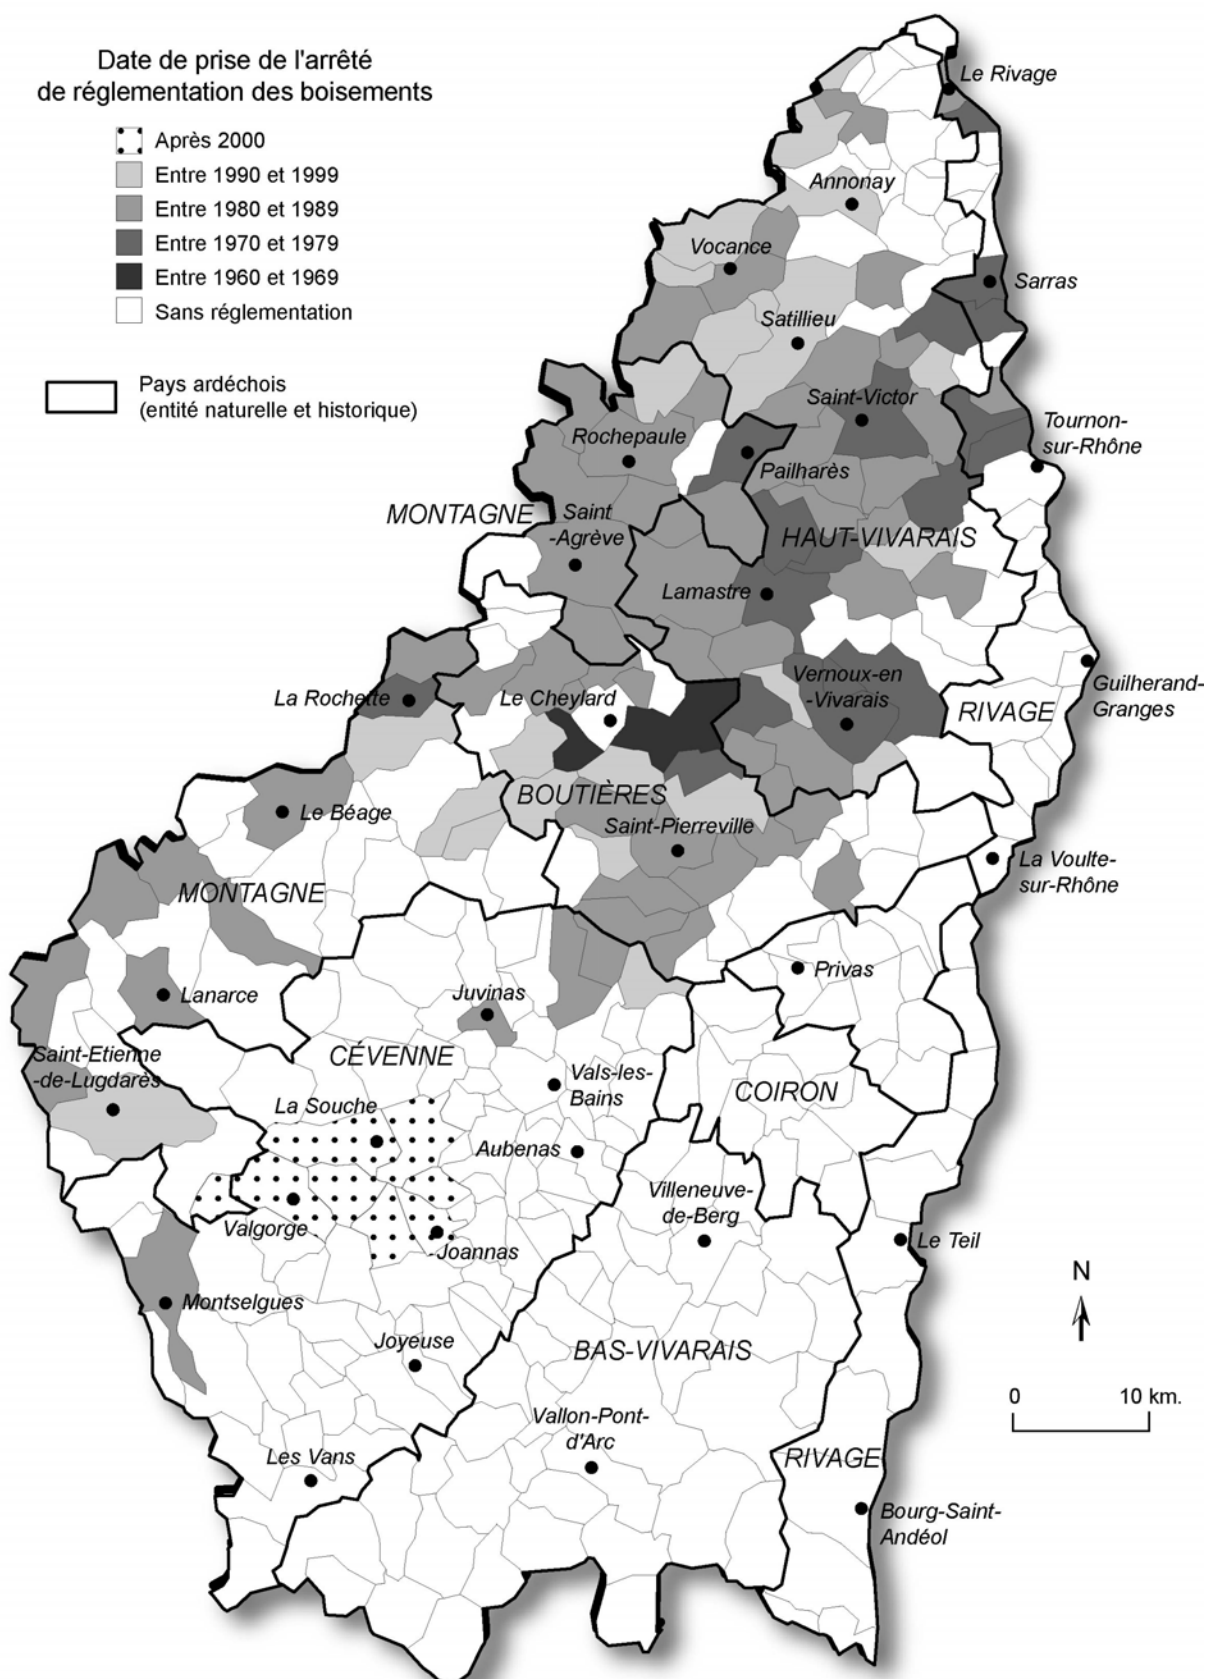 Date de prise de l'arrêté
de réglementation des boisements
Après 2000
Entre 1990 et 1999
Entre 1980 et 1989
Entre 1970 et 1979
Entre 1960 et 1969
Sans réglementation
Pays ardéchois
(entité naturelle et historique)
Le Rivage
Annonay
Vocance
Sarras
Satillieu
Saint-Victor
Tournon-
sur-Rhône
Rochepaule
Pailharès
MONTAGNE
Saint
-Agrève
HAUT-VIVARAIS
Lamastre
Vernoux-en
-Vivarais
Guilherand-
Granges
La Rochette
Le Cheylard
RIVAGE
BOUTIÈRES
Le Béage
Saint-Pierreville
La Voulte-
sur-Rhône
MONTAGNE
Privas
Lanarce
Juvinas
Saint-Etienne
-de-Lugdarès
CÉVENNE
Vals-les-
Bains
COIRON
La Souche
Aubenas
Villeneuve-
de-Berg
Valgorge
-Joannas
Le Teil
N
Montselgues
Joyeuse
BAS-VIVARAIS
0 10 km.
Vallon-Pont-
d'Arc
Les Vans
RIVAGE
Bourg-Saint-
Andéol